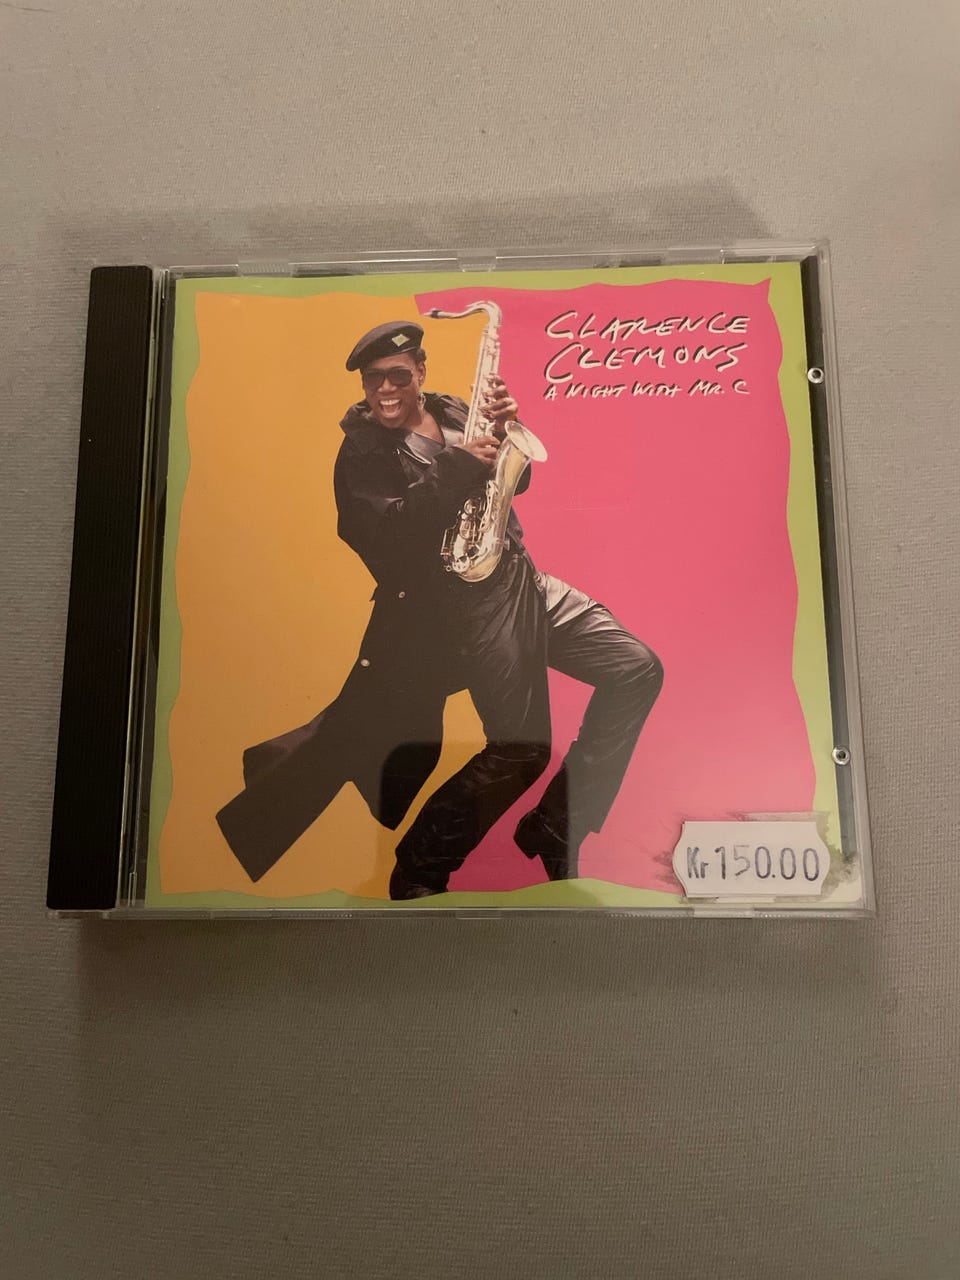 CLARENCE
CLEMONS
A NIGHT WITH MR. C
Kr 150.00